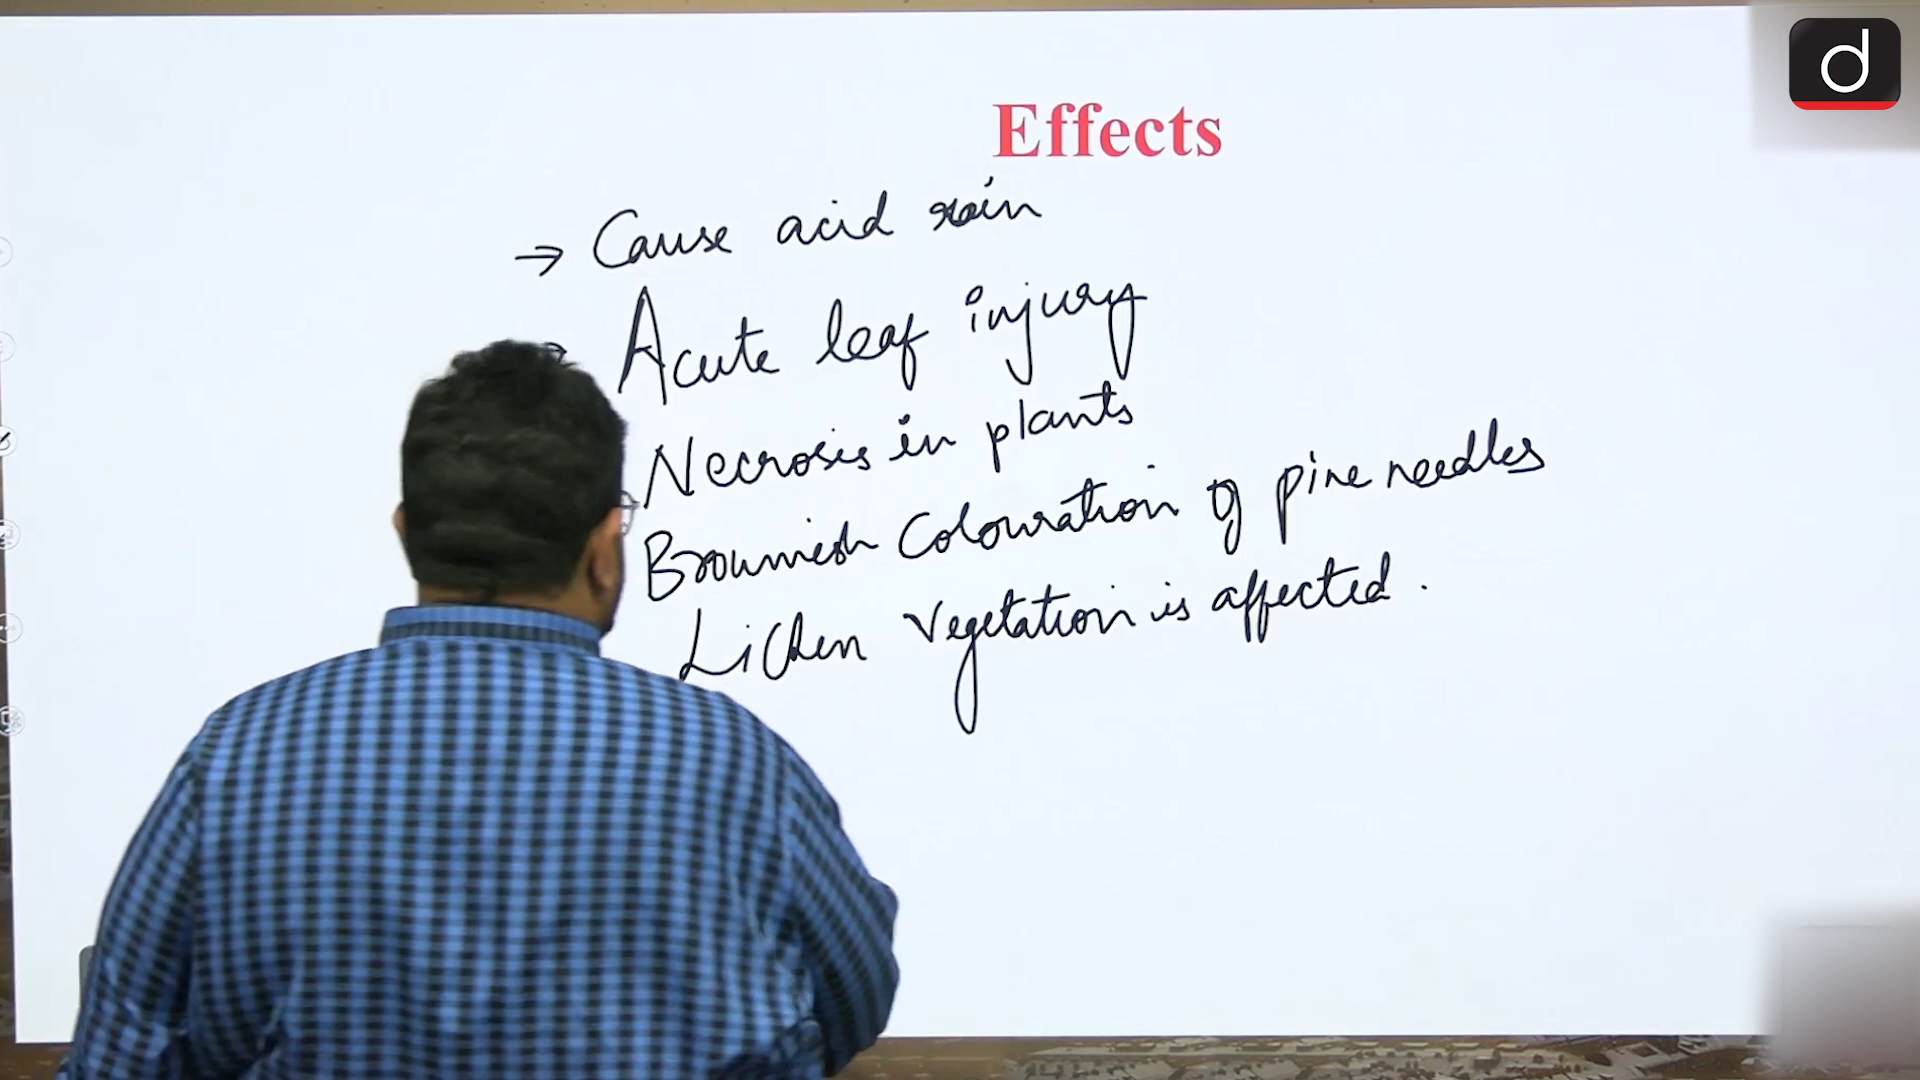 d
Effects
→ Cause acid rain
→ Acute leaf injury
Necrosis in plants
Brownish Colouration of pine needles
Lichen vegetation is affected.